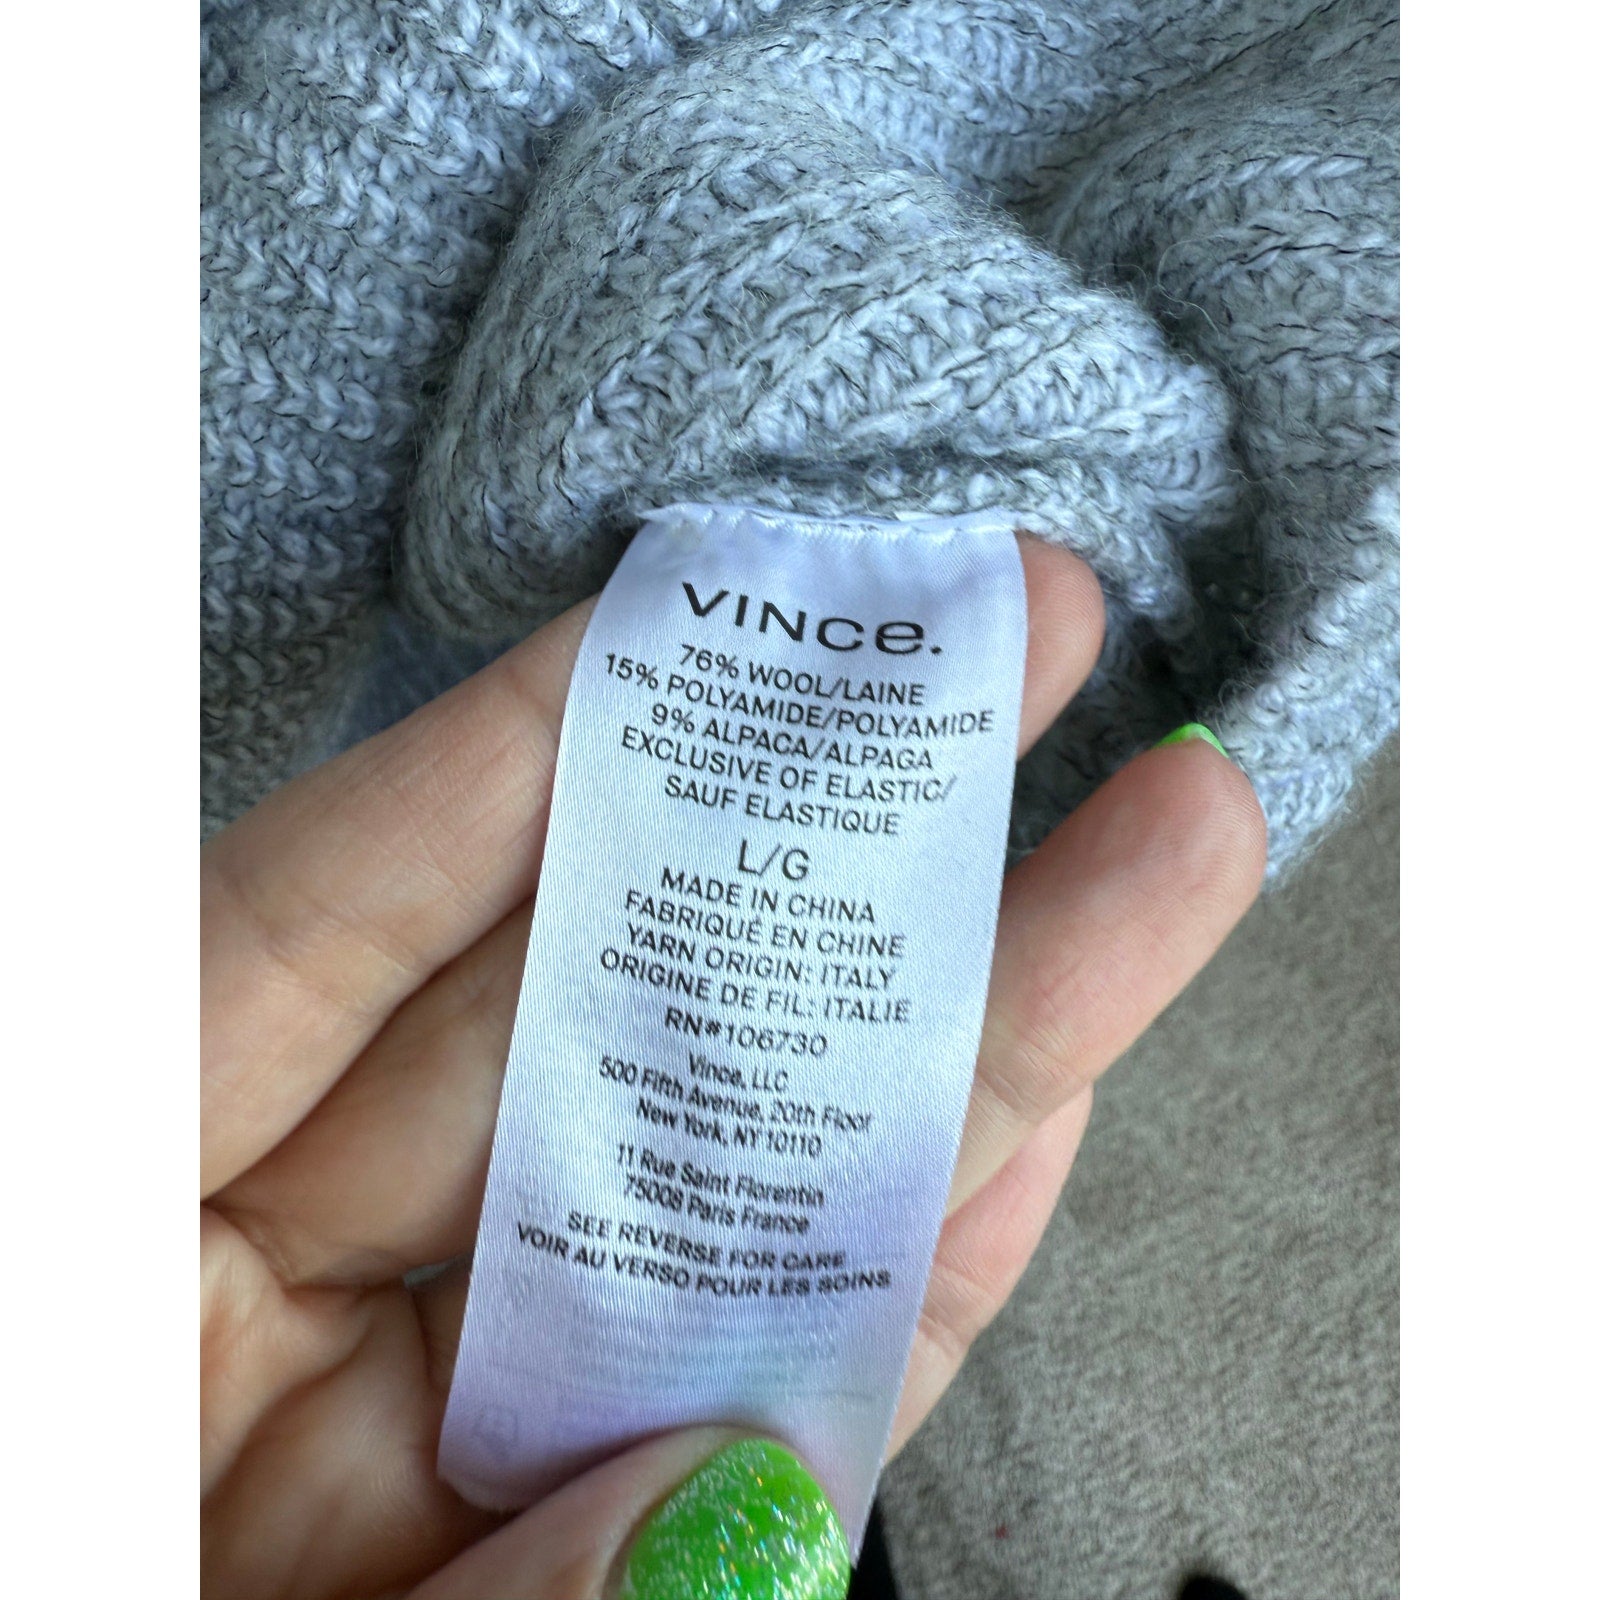 VINCe.
76% WOOL/LAINE
15% POLYAMIDE/POLYAMIDE
9% ALPACA/ALPAGA
EXCLUSIVE OF ELASTIC/
SAUF ELASTIQUE
L/G
MADE IN CHINA
FABRIQUÉ EN CHINE
YARN ORIGIN: ITALY
ORIGINE DE FIL: ITALIE
RN#106730
Vince, LLC
500 Fifth Avenue, 20th Floor
New York, NY 10110
11 Rue Saint Florentin
75008 Paris France
SEE REVERSE FOR CARE
VOIR AU VERSO POUR LES SOINS